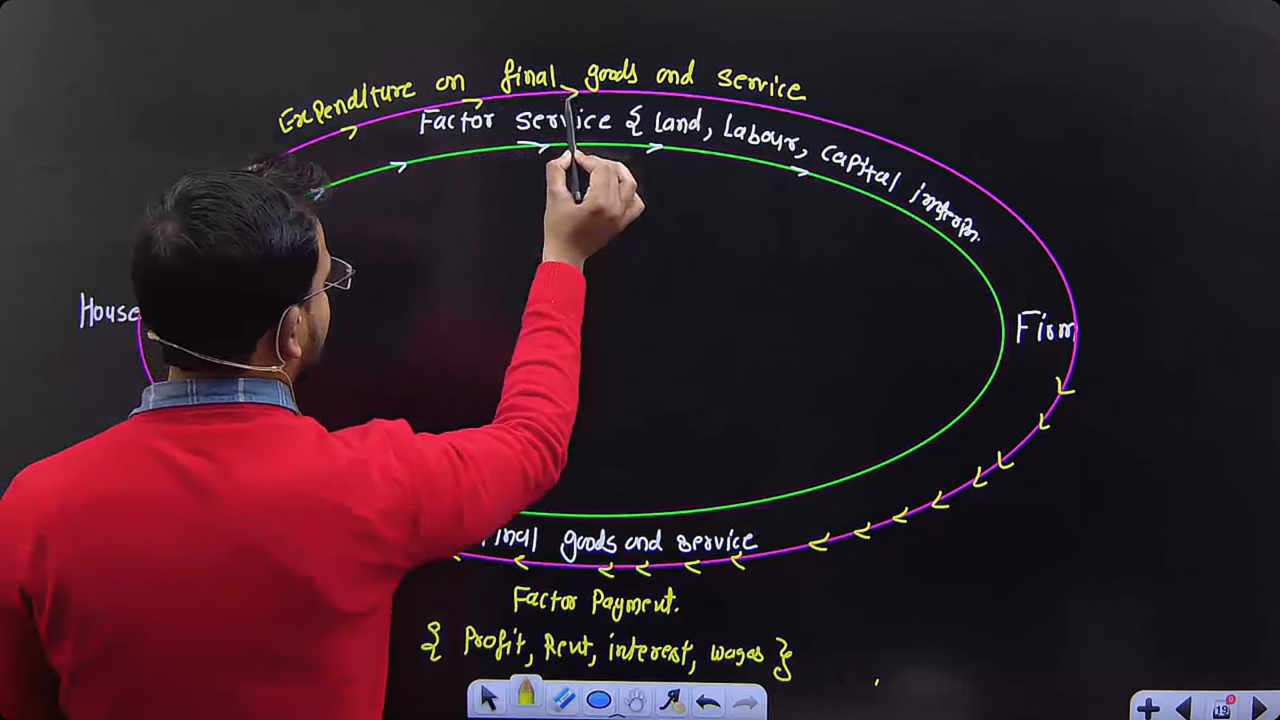 Expenditure on final goods and service
Factor service { land, Labour, capital
House
Firm
final goods and service
Factor Payment.
{ Profit, Rent, interest, wages }
19